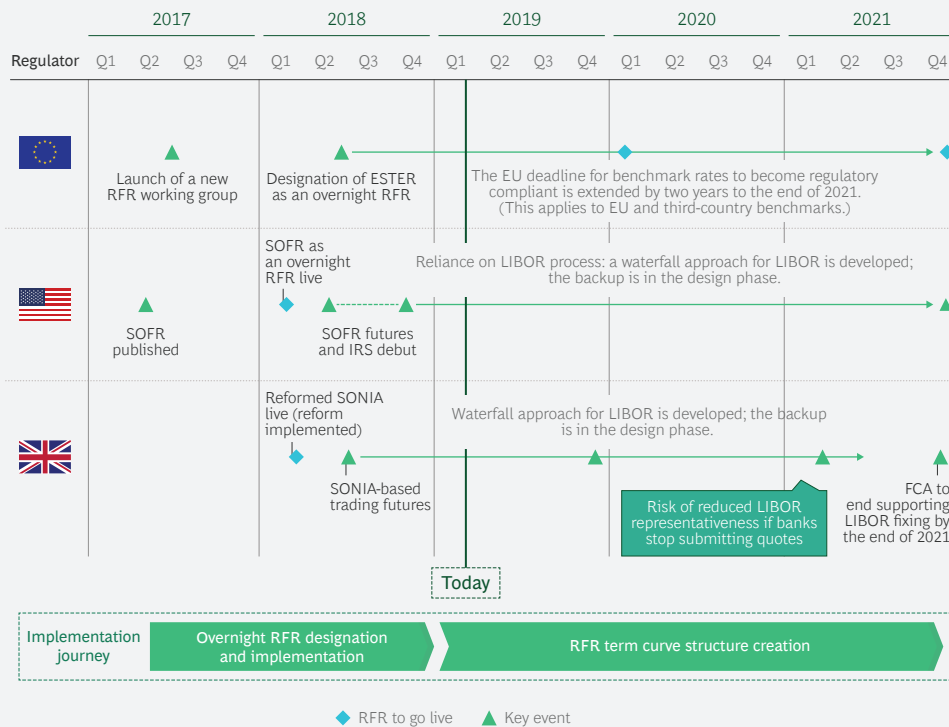 2017 2018 2019 2020 2021
Regulator Q1 Q2 Q3 Q4 Q1 Q2 Q4 Q1 Q2 Q3 Q4 Q1 Q2 Q3 Q4 Q1 Q2 Q3 Q4
Launch of a new
RFR working group
Designation of ESTER
as an overnight RFR
The EU deadline for benchmark rates to become regulatory
compliant is extended by two years to the end of 2021.
(This applies to EU and third-country benchmarks.)
SOFR as
an overnight
RFR live
Reliance on LIBOR process: a waterfall approach for LIBOR is developed;
the backup is in the design phase.
SOFR
published
SOFR futures
and IRS debut
Reformed SONIA
live (reform
implemented)
Waterfall approach for LIBOR is developed; the backup
is in the design phase.
SONIA-based
trading futures
Risk of reduced LIBOR
representativeness if banks
stop submitting quotes
FCA to
end supporting
LIBOR fixing by
the end of 2021
Today
Implementation
journey
Overnight RFR designation
and implementation
RFR term curve structure creation
RFR to go live Key event